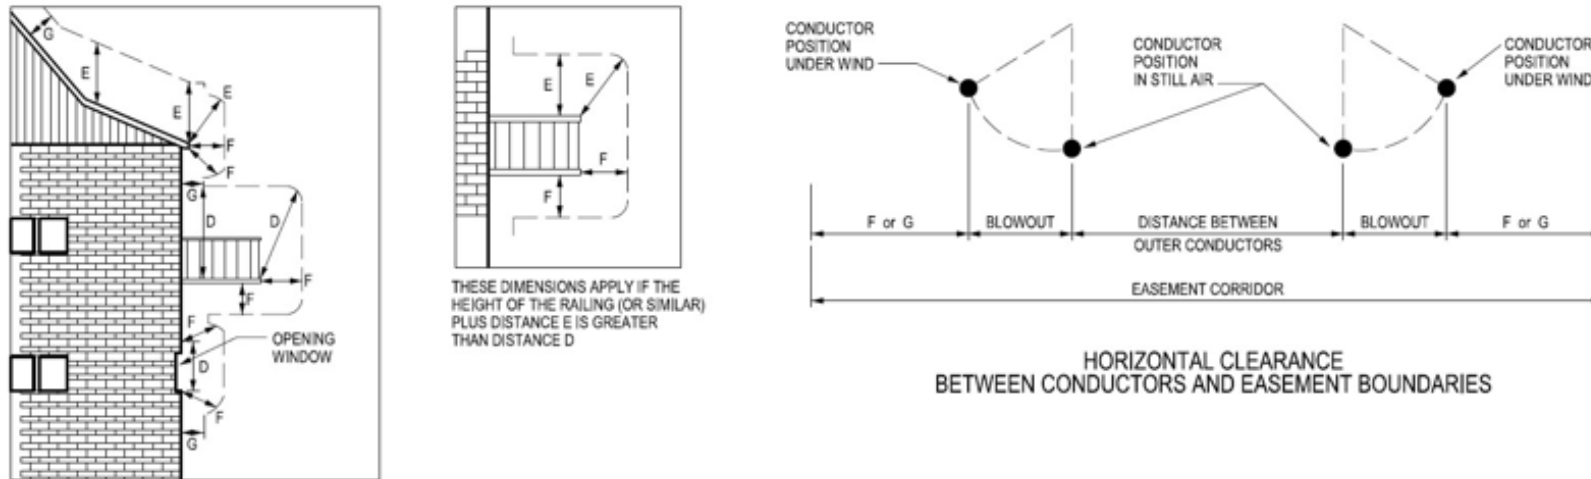 G
E
E
E
F
F
G
D
D
F
F
F
OPENING
WINDOW
D
F
G
E
E
F
F
THESE DIMENSIONS APPLY IF THE
HEIGHT OF THE RAILING (OR SIMILAR)
PLUS DISTANCE E IS GREATER
THAN DISTANCE D
CONDUCTOR
POSITION
UNDER WIND
CONDUCTOR
POSITION
IN STILL AIR
CONDUCTOR
POSITION
UNDER WIND
F or G
BLOWOUT
DISTANCE BETWEEN
OUTER CONDUCTORS
BLOWOUT
F or G
EASEMENT CORRIDOR
HORIZONTAL CLEARANCE
BETWEEN CONDUCTORS AND EASEMENT BOUNDARIES